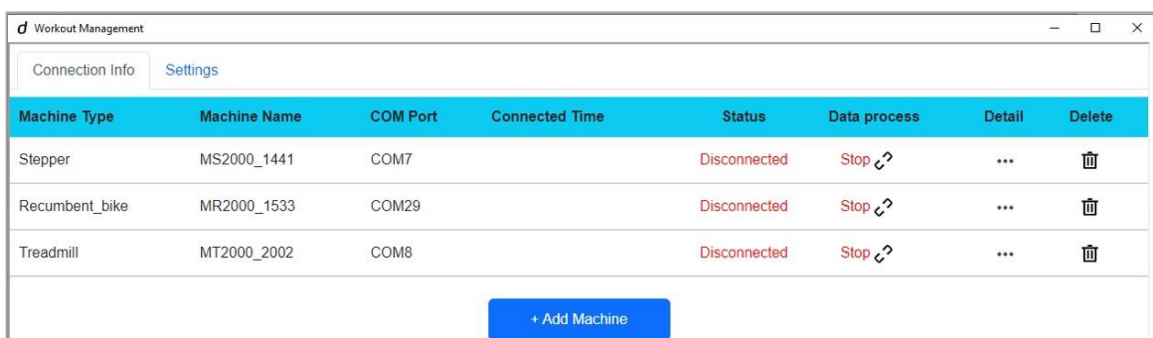 d Workout Management
Connection Info Settings
Machine Type Machine Name COM Port Connected Time Status Data process Detail Delete
Stepper MS2000_1441 COM7 Disconnected Stop ...
Recumbent_bike MR2000_1533 COM29 Disconnected Stop ...
Treadmill MT2000_2002 COM8 Disconnected Stop ...
+ Add Machine